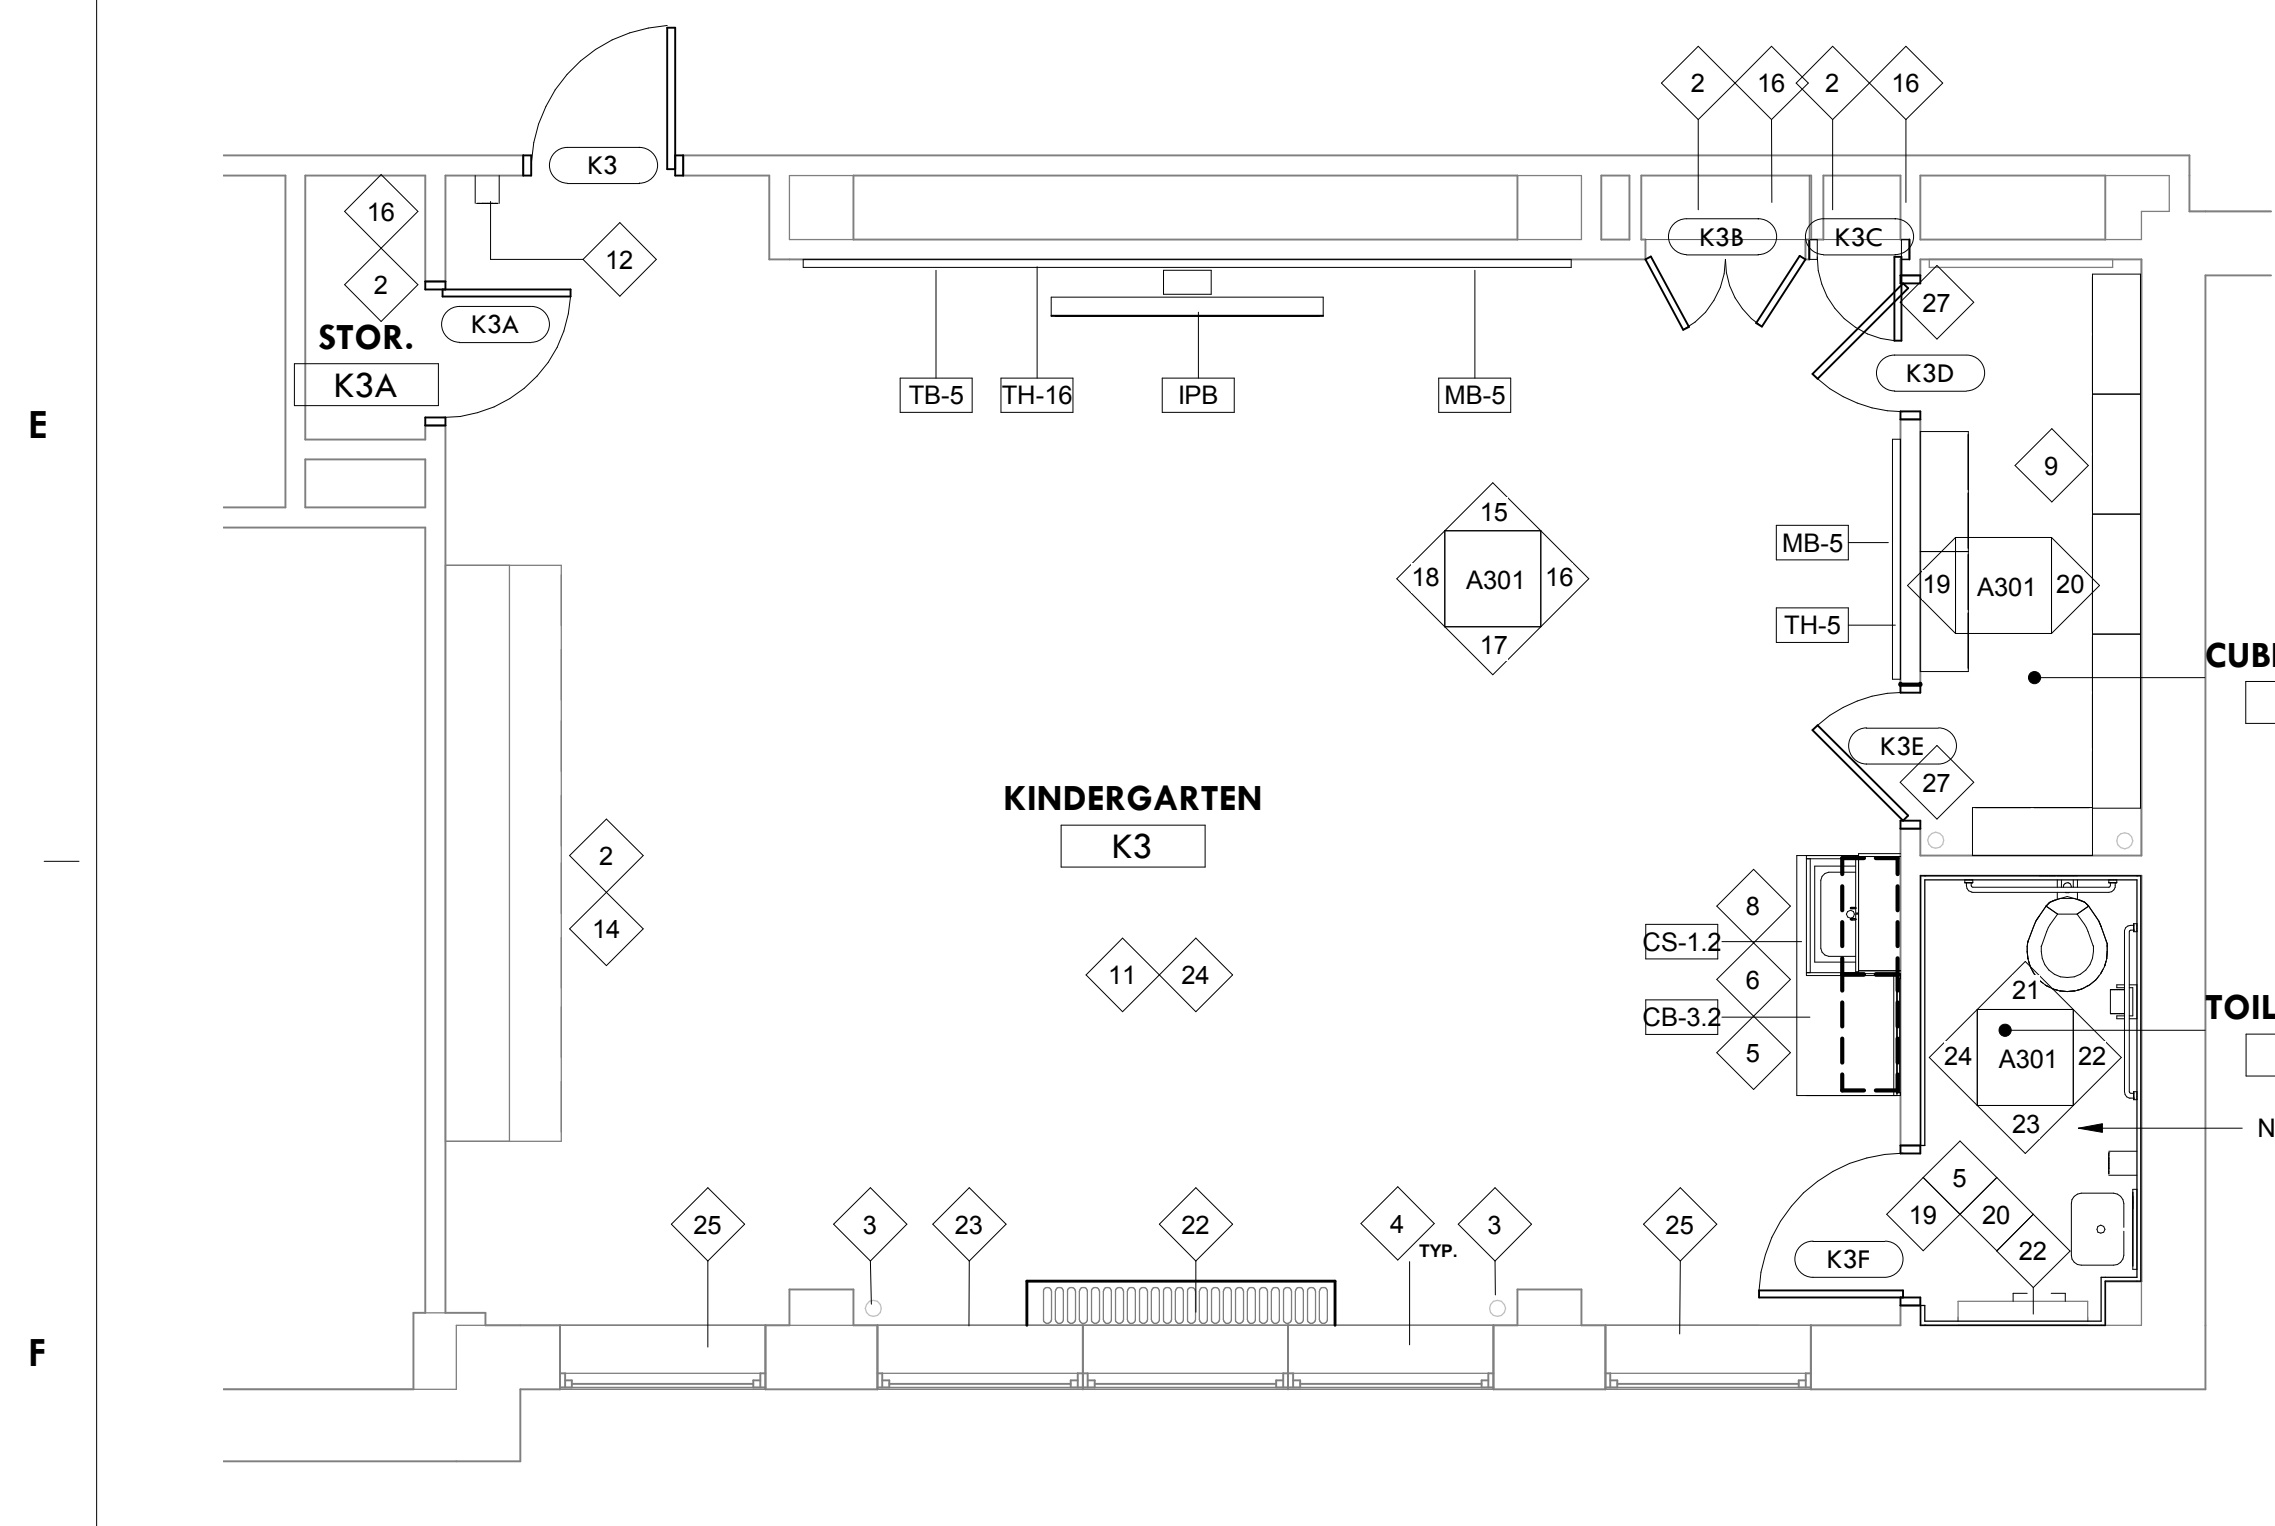 2 16 2 16
K3
16
2
12
K3B K3C
27
K3A
STOR.
K3A
K3D
TB-5 TH-16 IPB MB-5
E
9
15
18 A301 16
17
MB-5
19 A301 20
TH-5
CUB
K3E
27
KINDERGARTEN
K3
2
14
8
CS-1.2
11 24
6
CB-3.2
5
21
TOIL
24 A301 22
23
N
5
19 20
22
25 3 23 22 4 TYP. 3 25
K3F
F